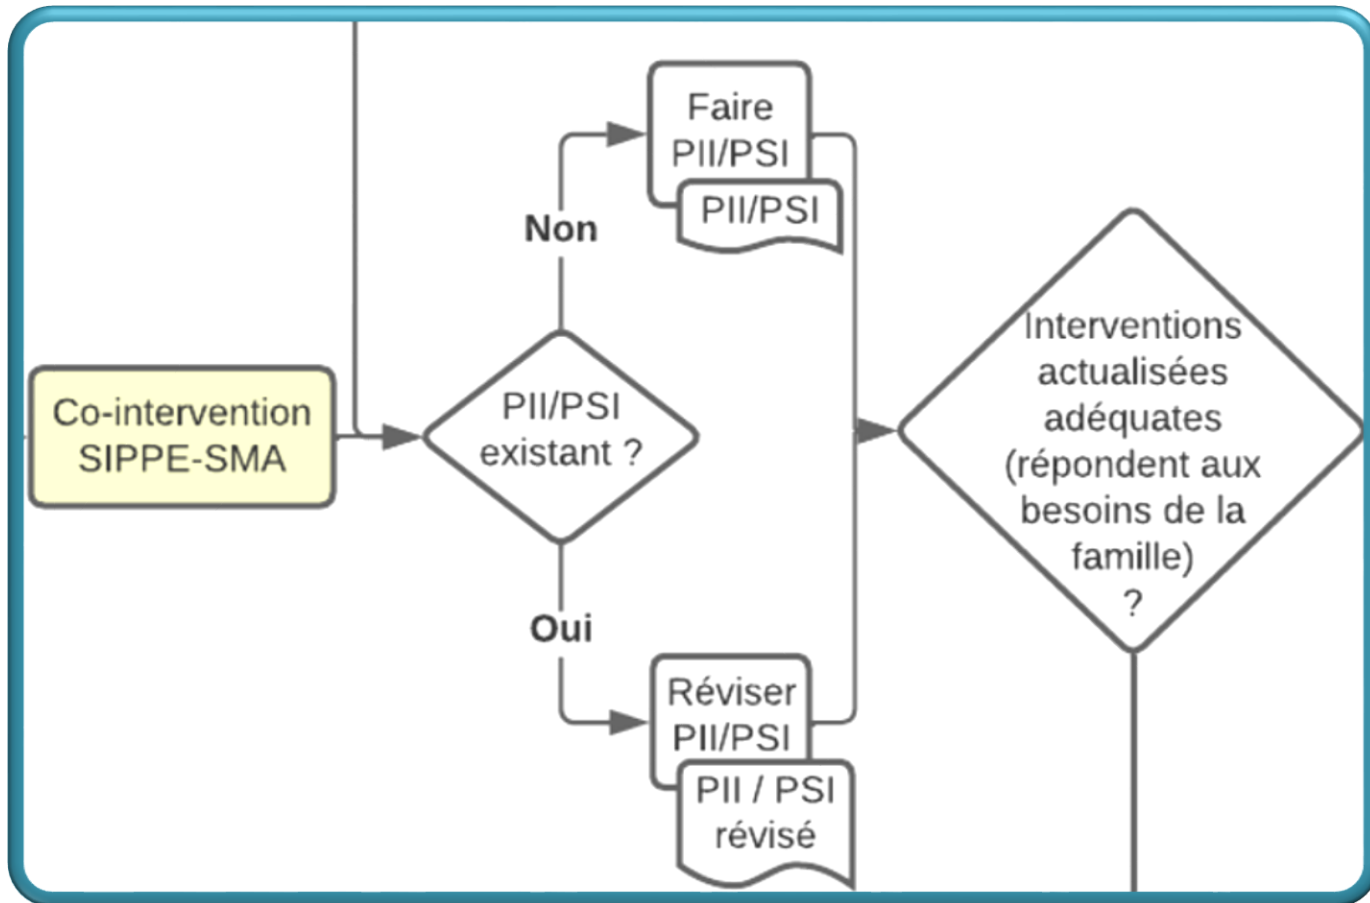 Co-intervention
SIPPE-SMA
PII/PSI
existant ?
Non
Faire
PII/PSI
PII/PSI
Oui
Réviser
PII/PSI
PII / PSI
révisé
Interventions
actualisées
adéquates
(répondent aux
besoins de la
famille)
?